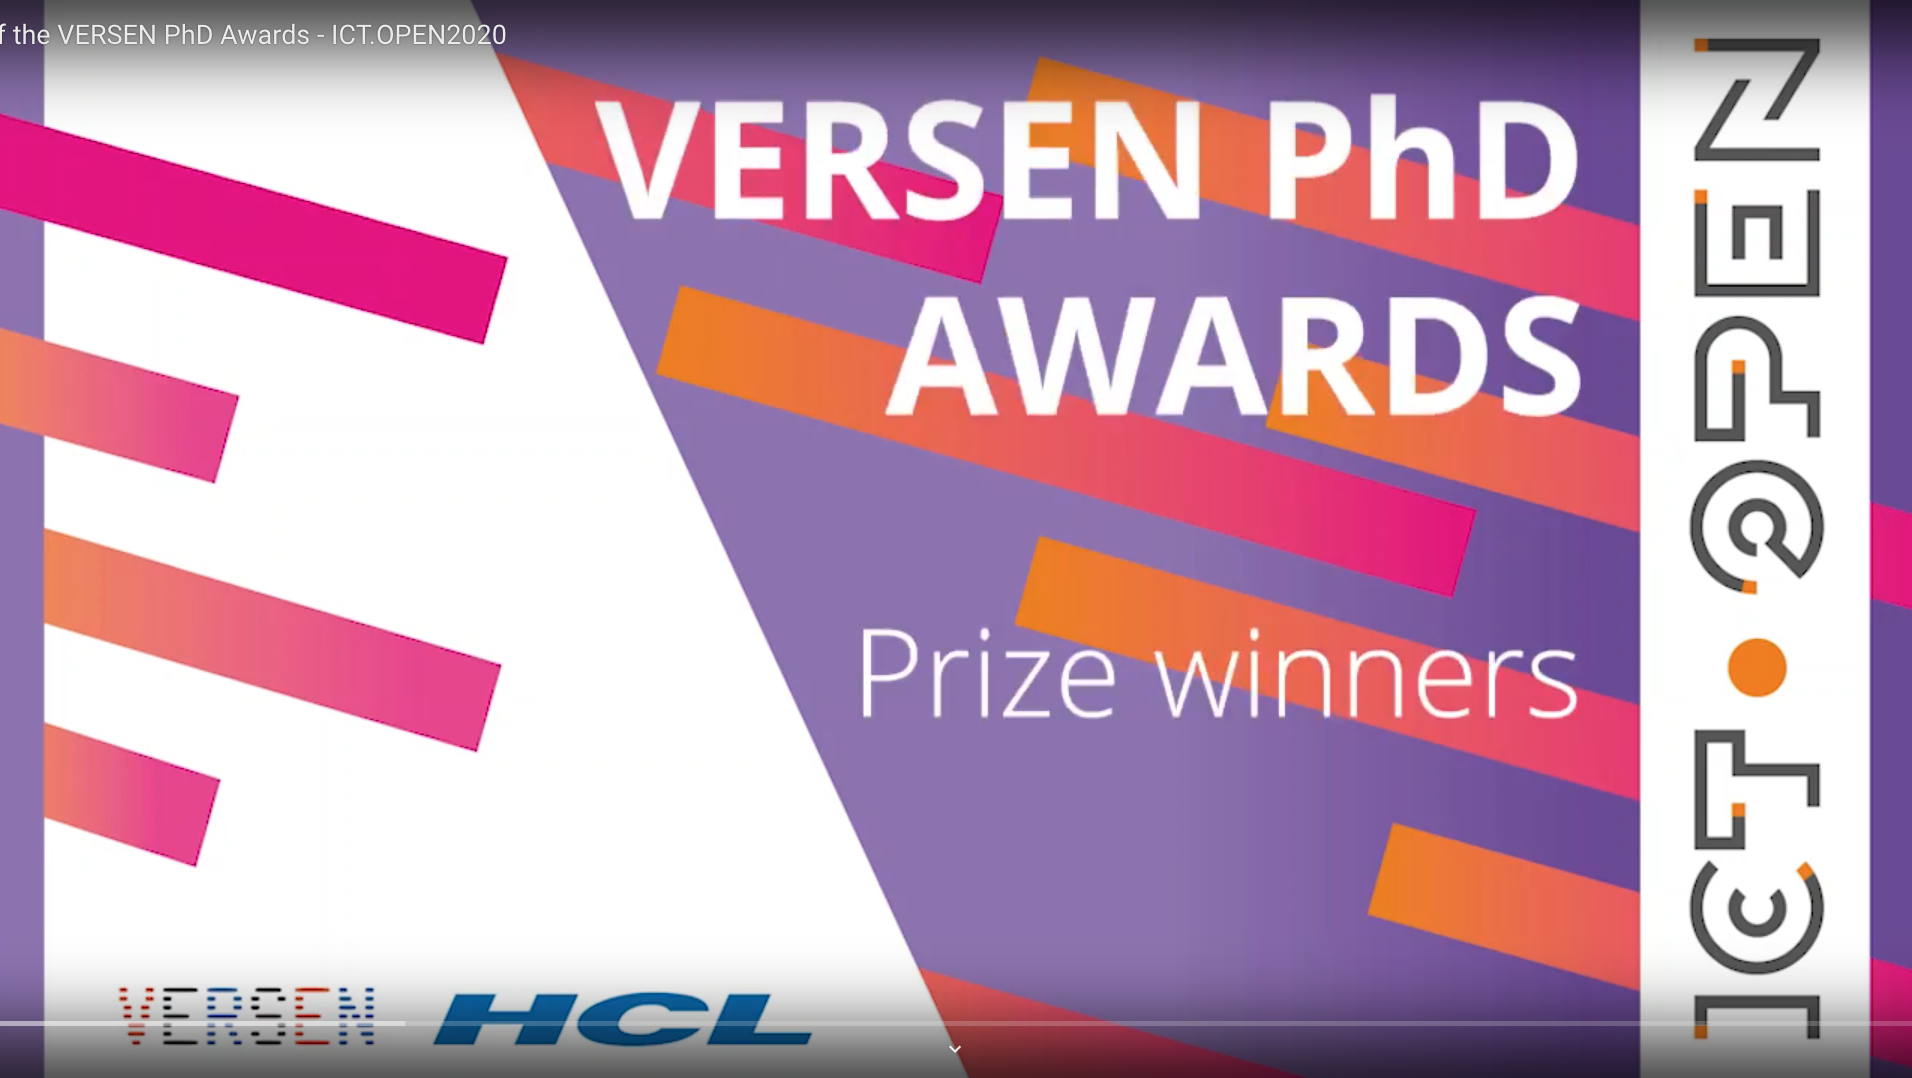 f the VERSEN PhD Awards - ICT.OPEN2020
VERSEN PhD
AWARDS
Prize winners
ICT.OPEN
VERSEN
HCL